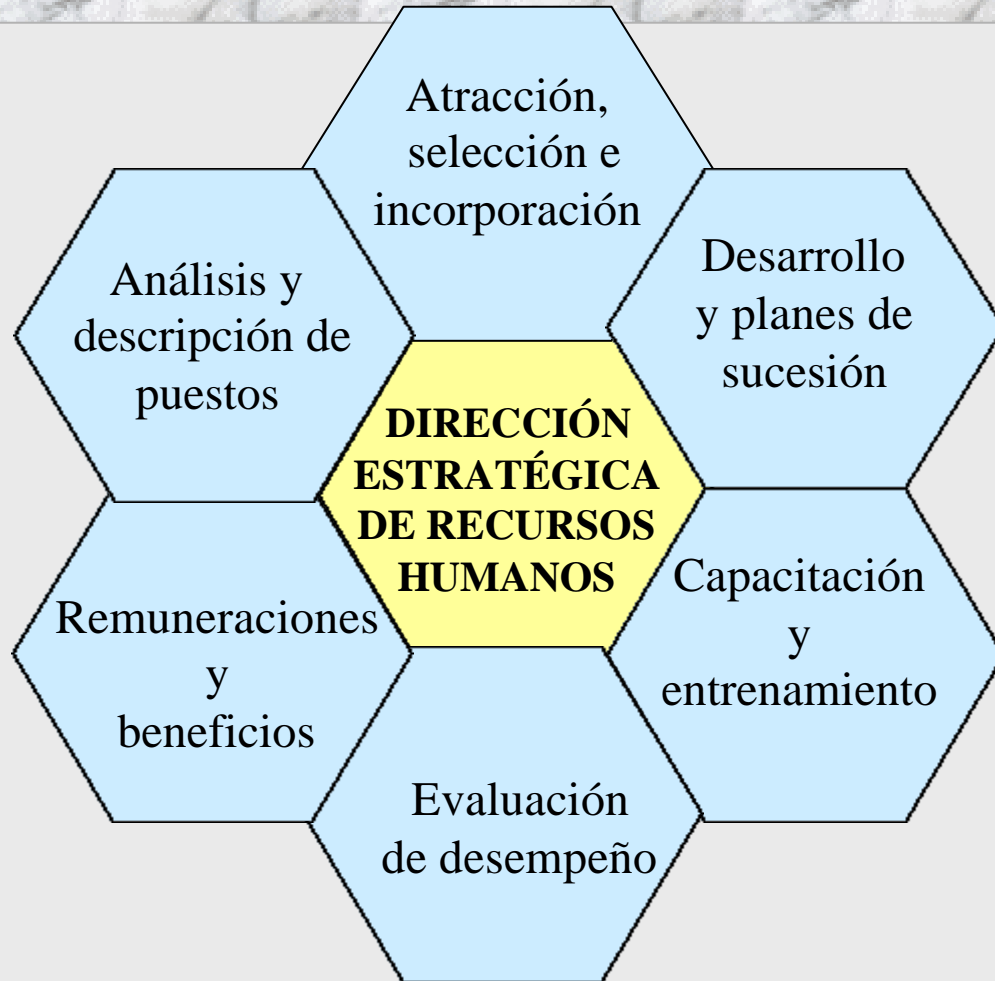 Atracción,
selección e
incorporación
Análisis y
descripción de
puestos
Desarrollo
y planes de
sucesión
DIRECCIÓN
ESTRATÉGICA
DE RECURSOS
HUMANOS
Remuneraciones
y
beneficios
Capacitación
y
entrenamiento
Evaluación
de desempeño